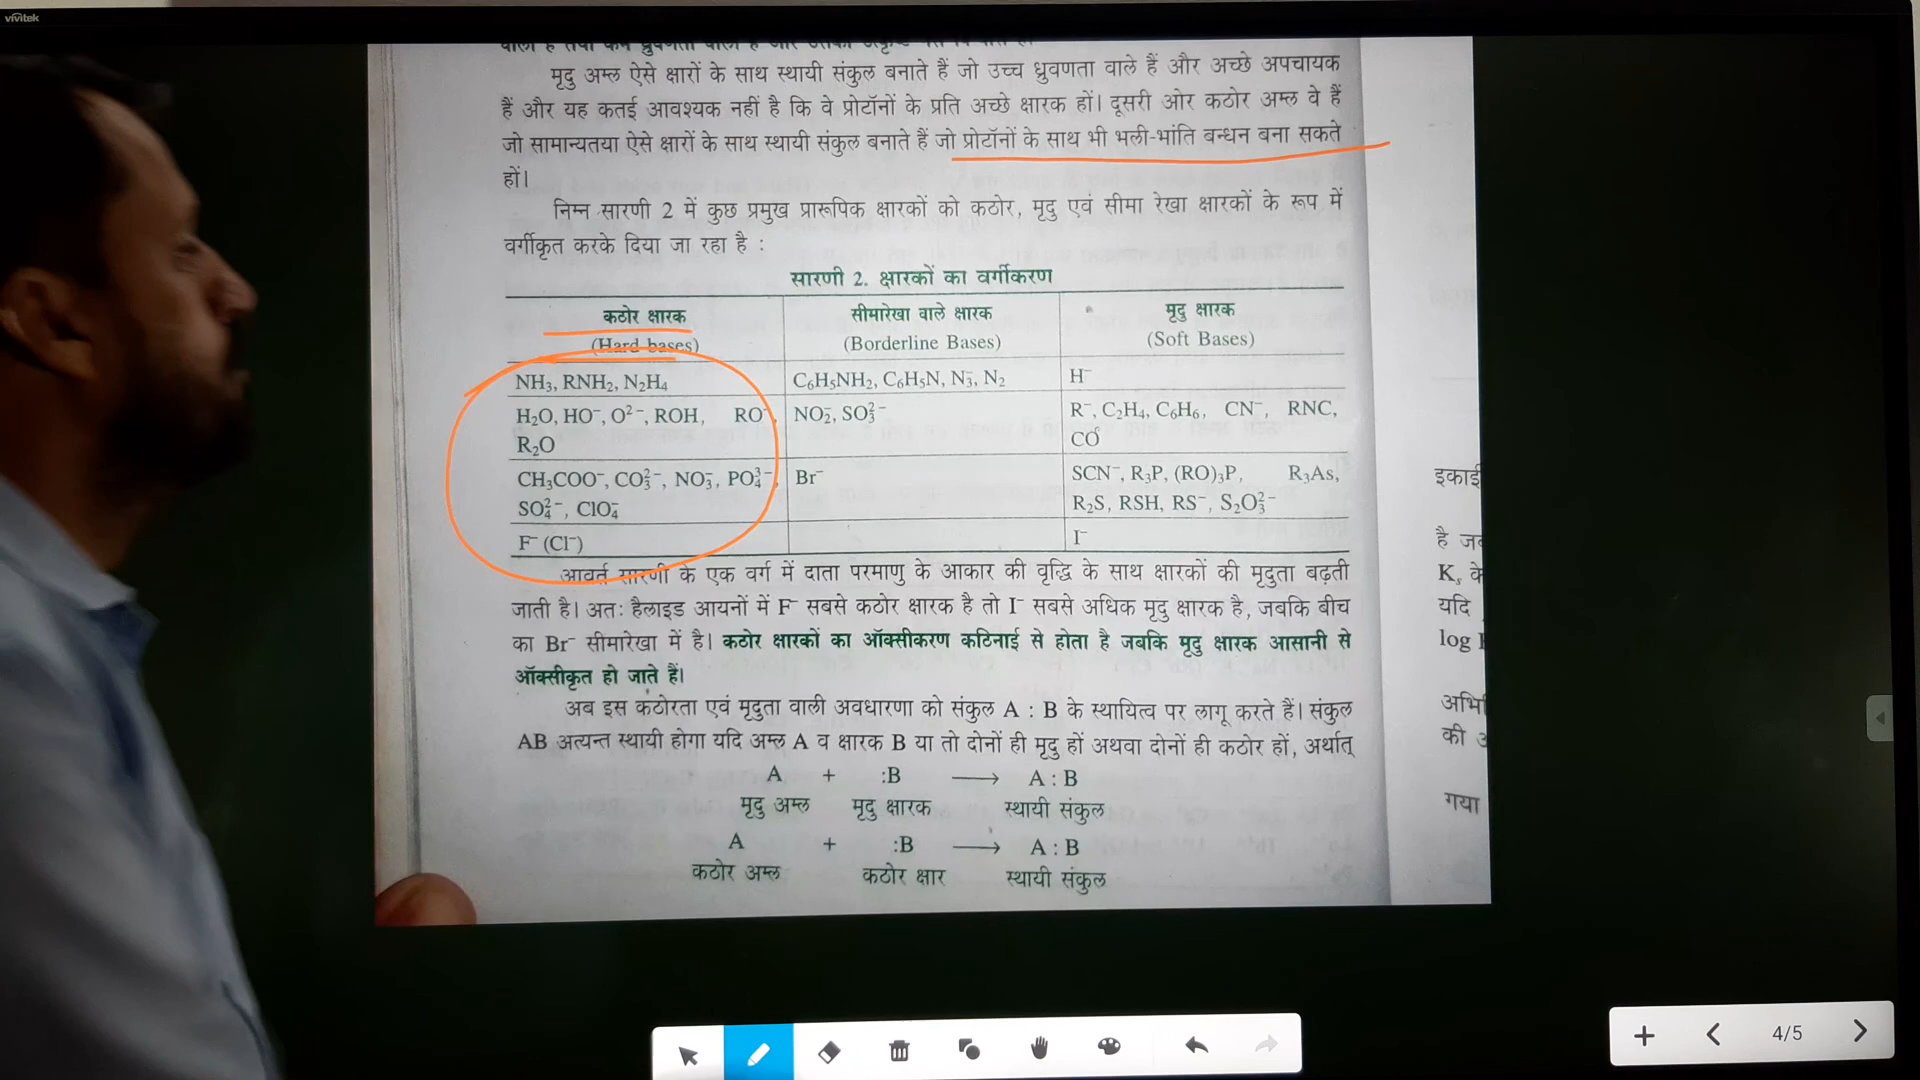 vivitek
मृदु अम्ल ऐसे क्षारों के साथ स्थायी संकुल बनाते हैं जो उच्च ध्रुवणता वाले हैं और अच्छे अपचायक
हैं और यह कतई आवश्यक नहीं है कि वे प्रोटॉनों के प्रति अच्छे क्षारक हों। दूसरी ओर कठोर अम्ल वे हैं
जो सामान्यतया ऐसे क्षारों के साथ स्थायी संकुल बनाते हैं जो प्रोटॉनों के साथ भी भली-भांति बन्धन बना सकते
हों।
निम्न सारणी 2 में कुछ प्रमुख प्रारूपिक क्षारकों को कठोर, मृदु एवं सीमा रेखा क्षारकों के रूप में
वर्गीकृत करके दिया जा रहा है :
सारणी 2. क्षारकों का वर्गीकरण
कठोर क्षारक सीमारेखा वाले क्षारक मृदु क्षारक
(Hard bases) (Borderline Bases) (Soft Bases)
NH₃, RNH₂, N₂H₄ C₆H₅NH₂, C₆H₅N, N₃⁻, N₂ H⁻
H₂O, HO⁻, O²⁻, ROH, RO⁻, NO₂⁻, SO₃²⁻ R⁻, C₂H₄, C₆H₆, CN⁻, RNC,
R₂O CO
CH₃COO⁻, CO₃²⁻, NO₃⁻, PO₄³⁻, Br⁻ SCN⁻, R₃P, (RO)₃P, R₃As,
SO₄²⁻, ClO₄⁻ R₂S, RSH, RS⁻, S₂O₃²⁻
F⁻ (Cl⁻) I⁻
आवर्त सारणी के एक वर्ग में दाता परमाणु के आकार की वृद्धि के साथ क्षारकों की मृदुता बढ़ती
जाती है। अतः हैलाइड आयनों में F⁻ सबसे कठोर क्षारक है तो I⁻ सबसे अधिक मृदु क्षारक है, जबकि बीच
का Br⁻ सीमारेखा में है। कठोर क्षारकों का ऑक्सीकरण कठिनाई से होता है जबकि मृदु क्षारक आसानी से
ऑक्सीकृत हो जाते हैं।
अब इस कठोरता एवं मृदुता वाली अवधारणा को संकुल A : B के स्थायित्व पर लागू करते हैं। संकुल
AB अत्यन्त स्थायी होगा यदि अम्ल A व क्षारक B या तो दोनों ही मृदु हों अथवा दोनों ही कठोर हों, अर्थात्
A + :B ⟶ A : B
मृदु अम्ल मृदु क्षारक स्थायी संकुल
A + :B ⟶ A : B
कठोर अम्ल कठोर क्षार स्थायी संकुल
इकाई
है
Kₛ के
यदि
log
की
गया
4/5